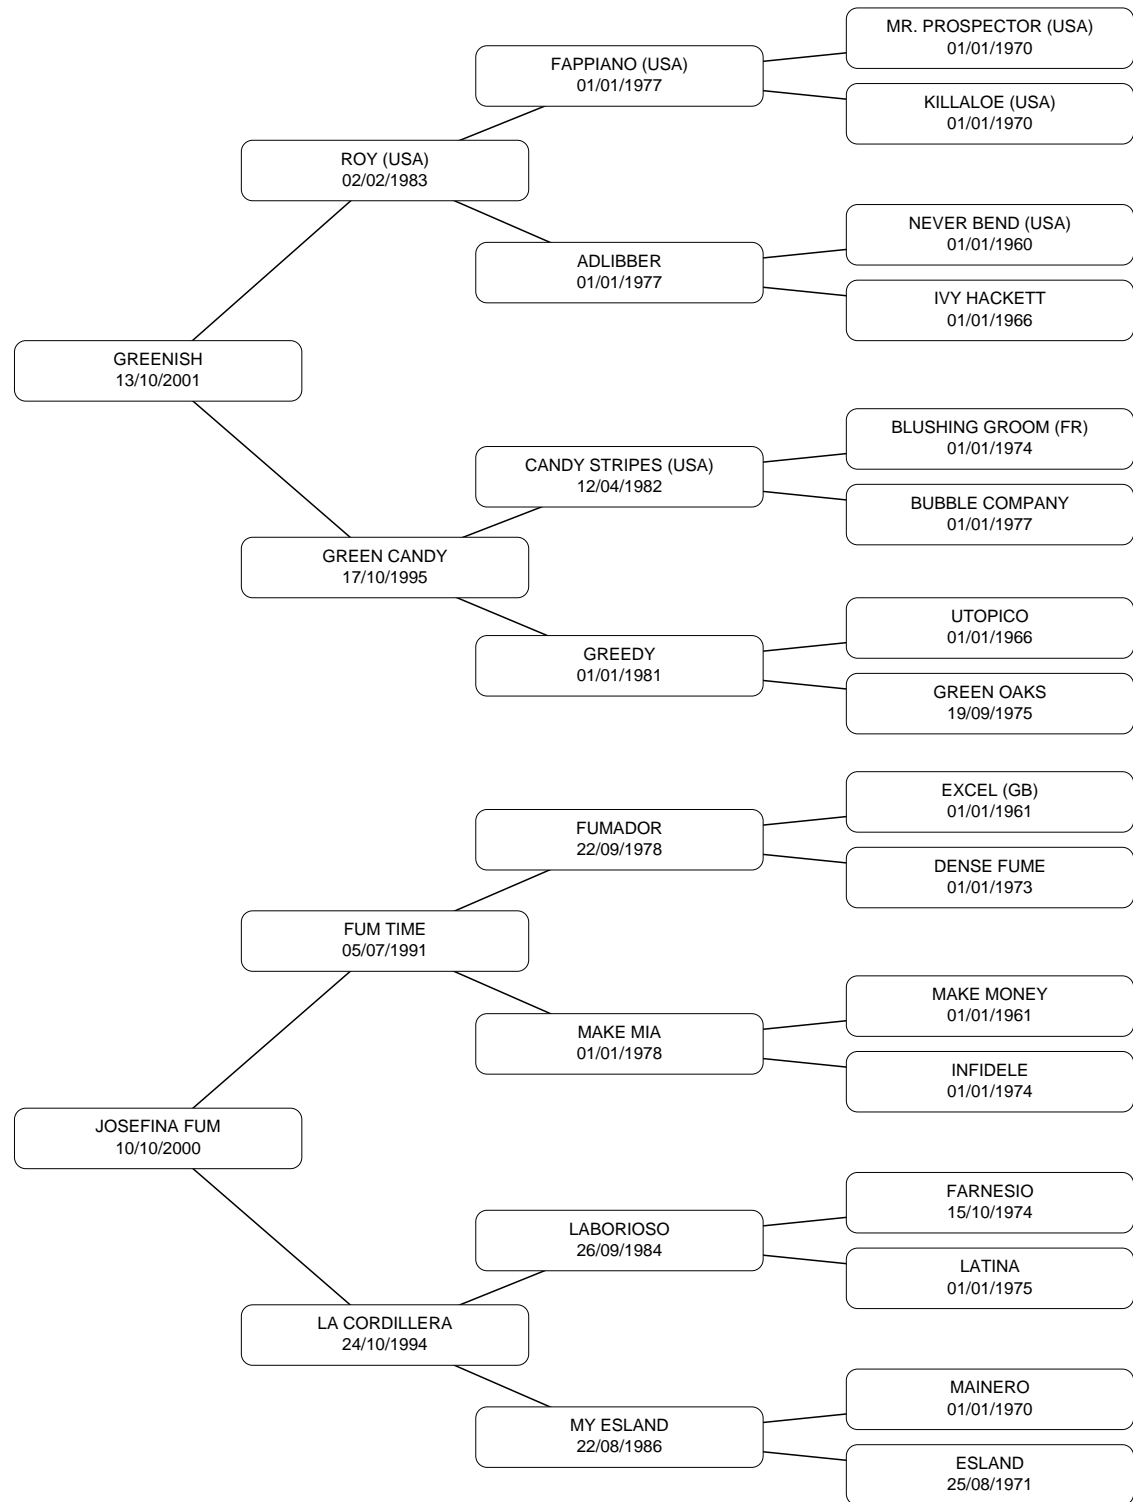 MR. PROSPECTOR (USA)
01/01/1970
FAPPIANO (USA)
01/01/1977
KILLALOE (USA)
01/01/1970
ROY (USA)
02/02/1983
NEVER BEND (USA)
01/01/1960
ADLIBBER
01/01/1977
IVY HACKETT
01/01/1966
GREENISH
13/10/2001
BLUSHING GROOM (FR)
01/01/1974
CANDY STRIPES (USA)
12/04/1982
BUBBLE COMPANY
01/01/1977
GREEN CANDY
17/10/1995
UTOPICO
01/01/1966
GREEDY
01/01/1981
GREEN OAKS
19/09/1975
EXCEL (GB)
01/01/1961
FUMADOR
22/09/1978
DENSE FUME
01/01/1973
FUM TIME
05/07/1991
MAKE MONEY
01/01/1961
MAKE MIA
01/01/1978
INFIDELE
01/01/1974
JOSEFINA FUM
10/10/2000
FARNESIO
15/10/1974
LABORIOSO
26/09/1984
LATINA
01/01/1975
LA CORDILLERA
24/10/1994
MAINERO
01/01/1970
MY ESLAND
22/08/1986
ESLAND
25/08/1971